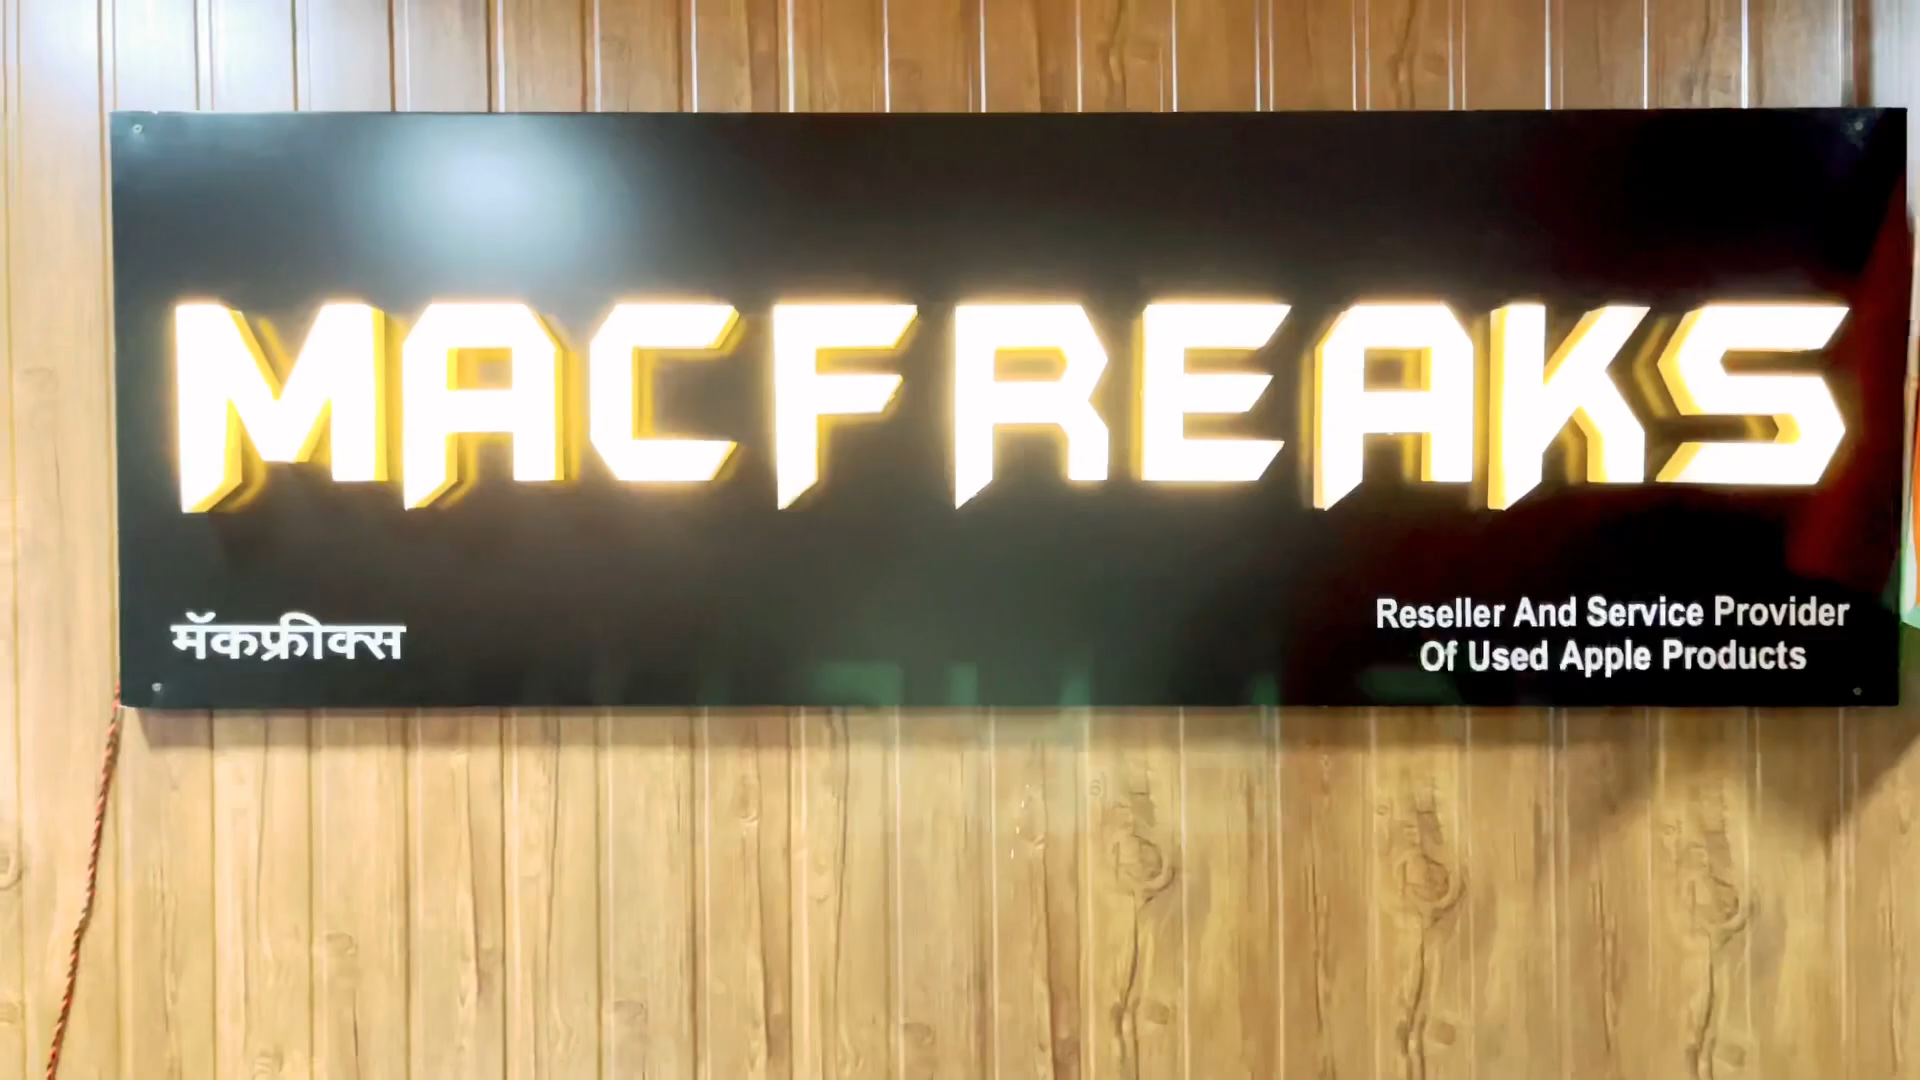 MACFREAKS
मॅकफ्रीक्स
Reseller And Service Provider
Of Used Apple Products